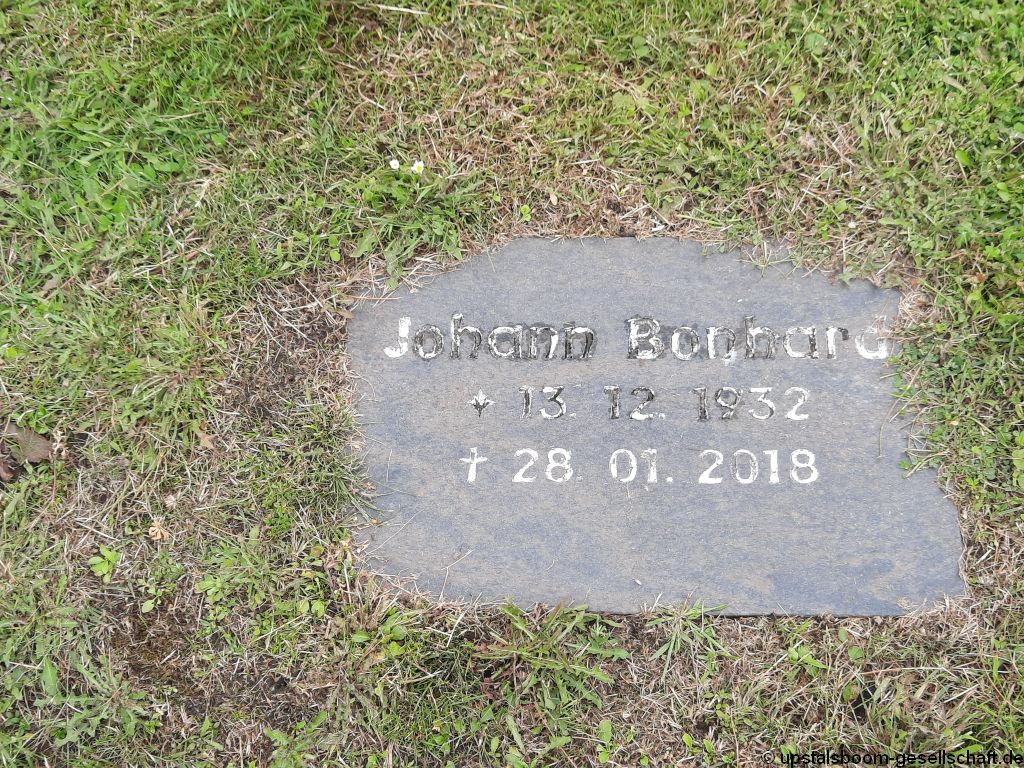 Johann Bonhard
* 13. 12. 1932
† 28. 01. 2018
© upstalsboom-gesellschaft.de